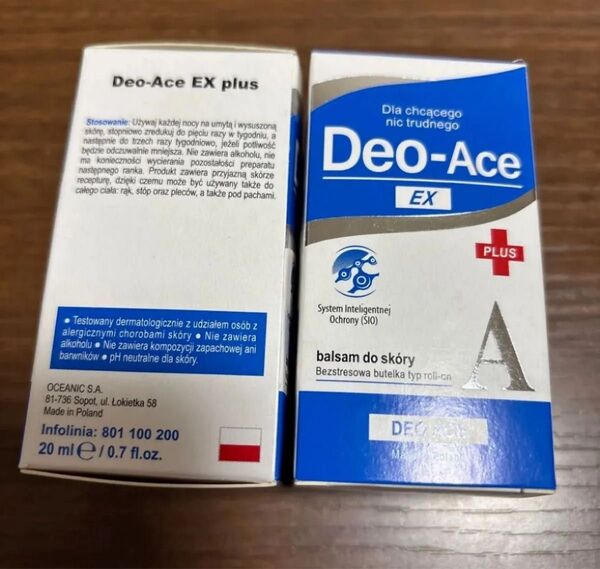 Deo-Ace EX plus
Stosowanie: Używaj każdej nocy na umytą i wysuszoną
skórę, stopniowo zredukuj do pięciu razy w tygodniu, a
następnie do trzech razy tygodniowo, jeżeli potliwość
będzie odczuwalnie mniejsza. Nie zawiera alkoholu, nie
ma konieczności wycierania pozostałości preparatu
następnego ranka. Produkt zawiera przyjazną skórze
recepturę, dzięki czemu może być używany także do
całego ciała: rąk, stóp oraz pleców, a także pod pachami.
• Testowany dermatologicznie z udziałem osób z
alergicznymi chorobami skóry • Nie zawiera
alkoholu • Nie zawiera kompozycji zapachowej ani
barwników • pH neutralne dla skóry.
OCEANIC S.A.
81-736 Sopot, ul. Łokietka 58
Made in Poland
Infolinia: 801 100 200
20 ml e / 0.7 fl.oz.
Dla chcącego
nic trudnego
Deo-Ace
EX
PLUS
System Inteligentnej
Ochrony (SIO)
A
balsam do skóry
Bezstresowa butelka typ roll-on
DEO